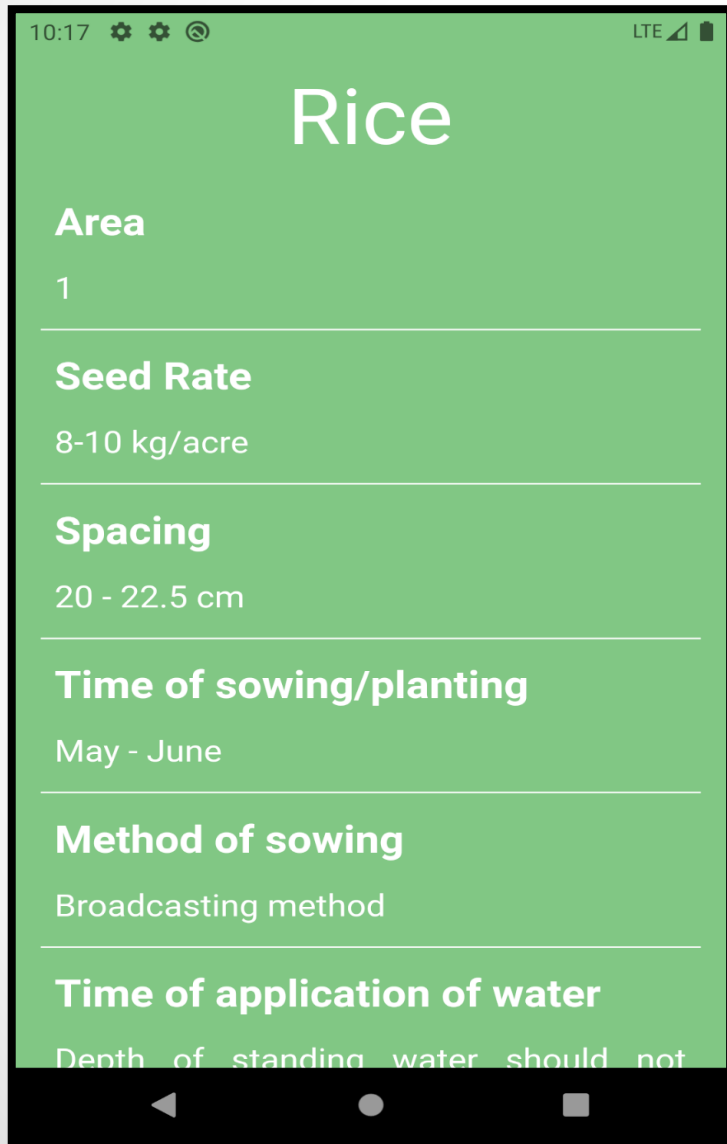 10:17 LTE
Rice
Area
1
Seed Rate
8-10 kg/acre
Spacing
20 - 22.5 cm
Time of sowing/planting
May - June
Method of sowing
Broadcasting method
Time of application of water
Depth of standing water should not